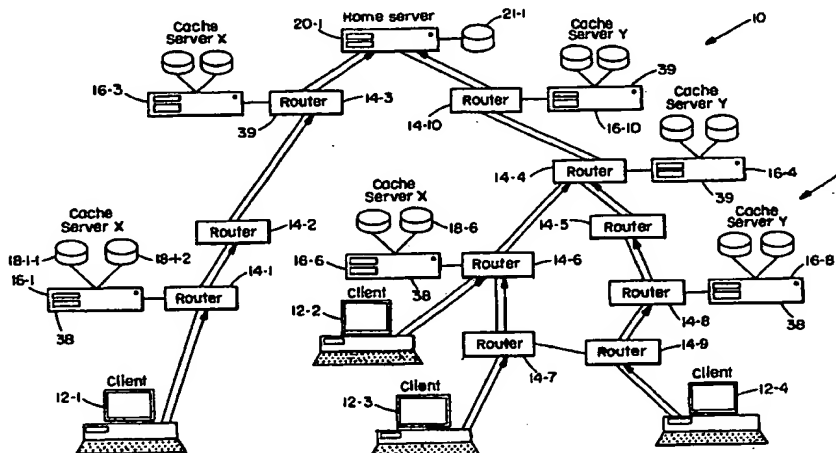 Home server
20-1
21-1
10
Cache
Server X
16-3
Router
14-3
39
Cache
Server Y
39
Router
14-10
16-10
Cache
Server Y
14-4
Router
16-4
39
Router
14-2
Cache
Server X
18-1-1
18-1-2
16-1
38
Router
14-1
Cache
Server X
18-6
16-6
38
Router
14-6
14-5
Router
Cache
Server Y
16-8
38
Router
14-8
Client
12-2
Router
14-7
Router
14-9
Client
12-1
Client
12-3
Client
12-4